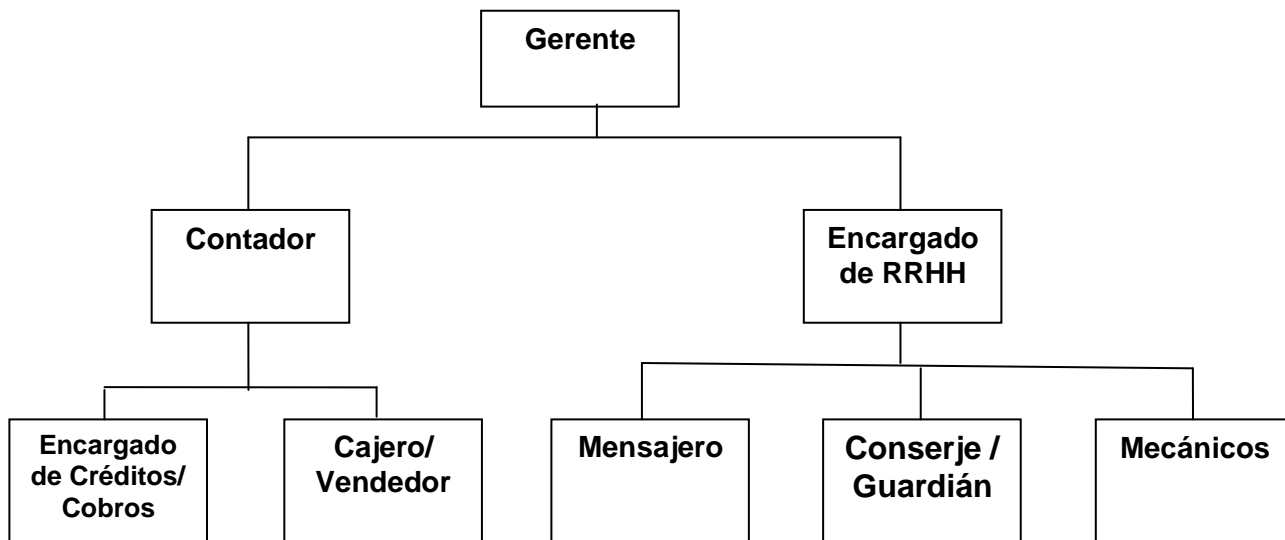 Gerente
Contador
Encargado
de RRHH
Encargado
de Créditos/
Cobros
Cajero/
Vendedor
Mensajero
Conserje /
Guardián
Mecánicos